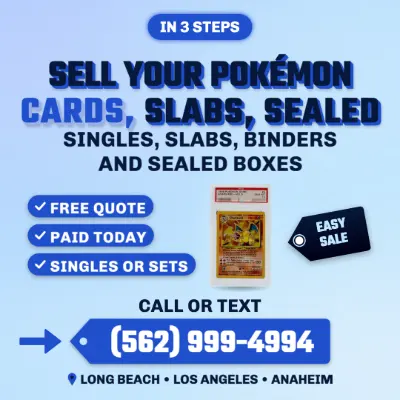 IN 3 STEPS
SELL YOUR POKÉMON
CARDS, SLABS, SEALED
SINGLES, SLABS, BINDERS
AND SEALED BOXES
FREE QUOTE
PAID TODAY
SINGLES OR SETS
EASY
SALE
CALL OR TEXT
(562) 999-4994
LONG BEACH • LOS ANGELES • ANAHEIM